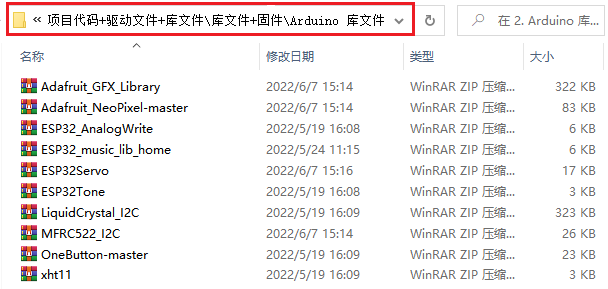 « 项目代码+驱动文件+库文件\库文件+固件\Arduino 库文件
在 2. Arduino 库...
名称 修改日期 类型 大小
Adafruit_GFX_Library 2022/6/7 15:14 WinRAR ZIP 压缩... 322 KB
Adafruit_NeoPixel-master 2022/6/7 15:14 WinRAR ZIP 压缩... 83 KB
ESP32_AnalogWrite 2022/5/19 16:08 WinRAR ZIP 压缩... 6 KB
ESP32_music_lib_home 2022/5/24 11:15 WinRAR ZIP 压缩... 6 KB
ESP32Servo 2022/6/7 15:15 WinRAR ZIP 压缩... 17 KB
ESP32Tone 2022/5/19 16:08 WinRAR ZIP 压缩... 3 KB
LiquidCrystal_I2C 2022/5/19 16:09 WinRAR ZIP 压缩... 323 KB
MFRC522_I2C 2022/6/7 15:14 WinRAR ZIP 压缩... 26 KB
OneButton-master 2022/5/19 16:09 WinRAR ZIP 压缩... 23 KB
xht11 2022/5/19 16:09 WinRAR ZIP 压缩... 3 KB